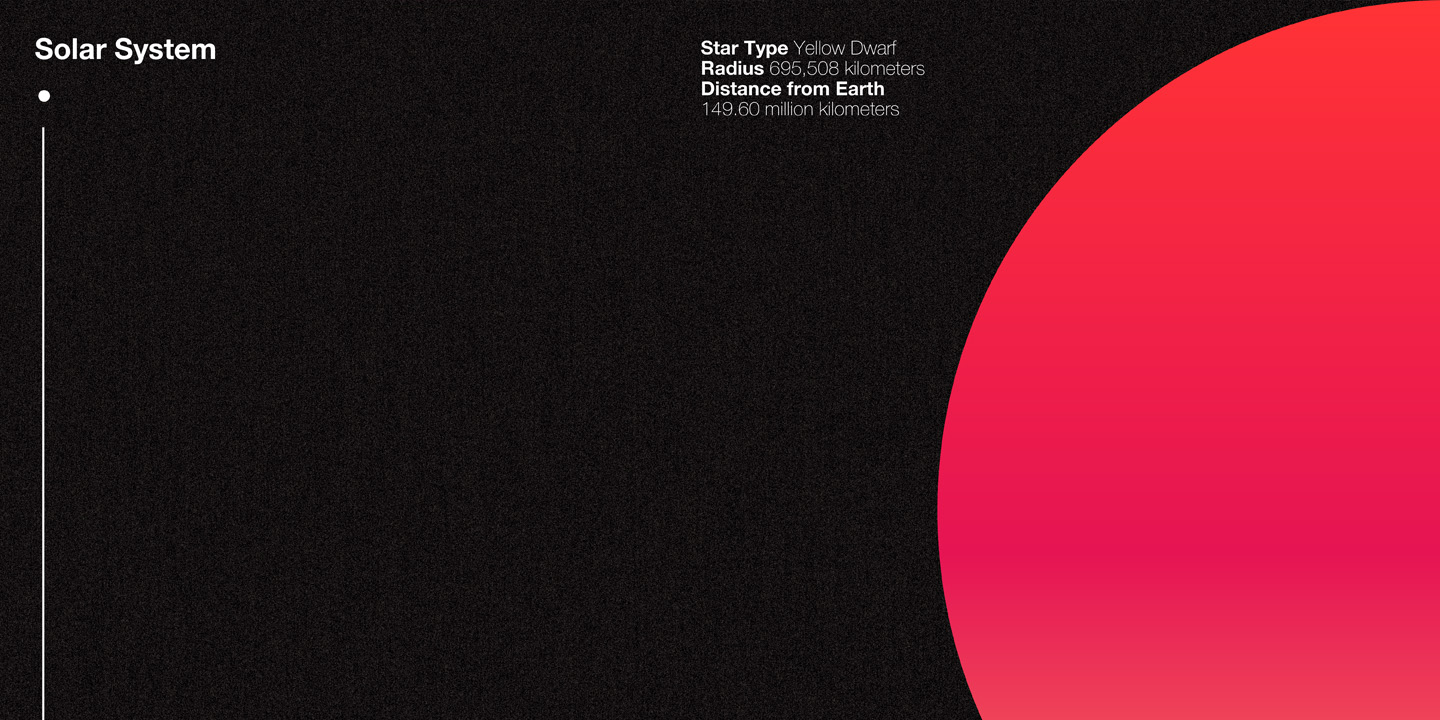 Solar System
Star Type Yellow Dwarf
Radius 695,508 kilometers
Distance from Earth
149.60 million kilometers